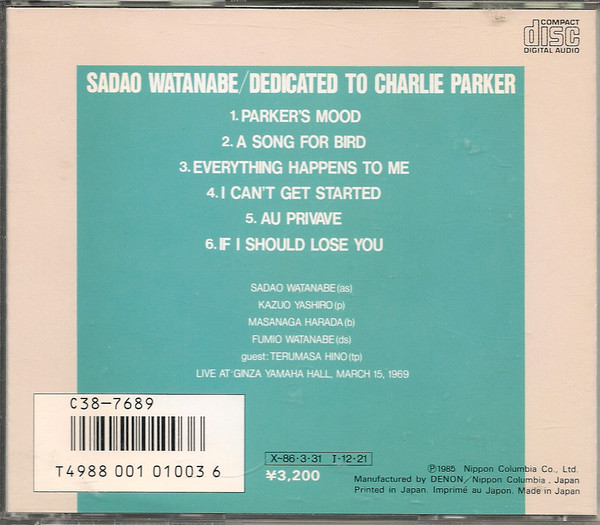 COMPACT
disc
DIGITAL AUDIO
SADAO WATANABE/DEDICATED TO CHARLIE PARKER
1. PARKER'S MOOD
2. A SONG FOR BIRD
3. EVERYTHING HAPPENS TO ME
4. I CAN'T GET STARTED
5. AU PRIVAVE
6. IF I SHOULD LOSE YOU
SADAO WATANABE (as)
KAZUO YASHIRO (p)
MASANAGA HARADA (b)
FUMIO WATANABE (ds)
guest: TERUMASA HINO (tp)
LIVE AT GINZA YAMAHA HALL, MARCH 15, 1969
C38-7689
T4988 001 01003 6
X-86・3・31 I・12・21
¥3,200
Ⓟ1985 Nippon Columbia Co., Ltd.
Manufactured by DENON/Nippon Columbia, Japan
Printed in Japan. Imprimé au Japon. Made in Japan